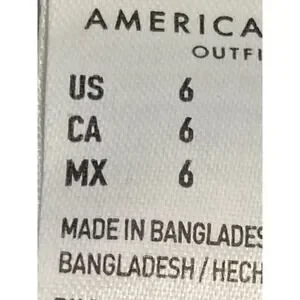 AMERICA
OUTFI
US 6
CA 6
MX 6
MADE IN BANGLADES
BANGLADESH / HECH